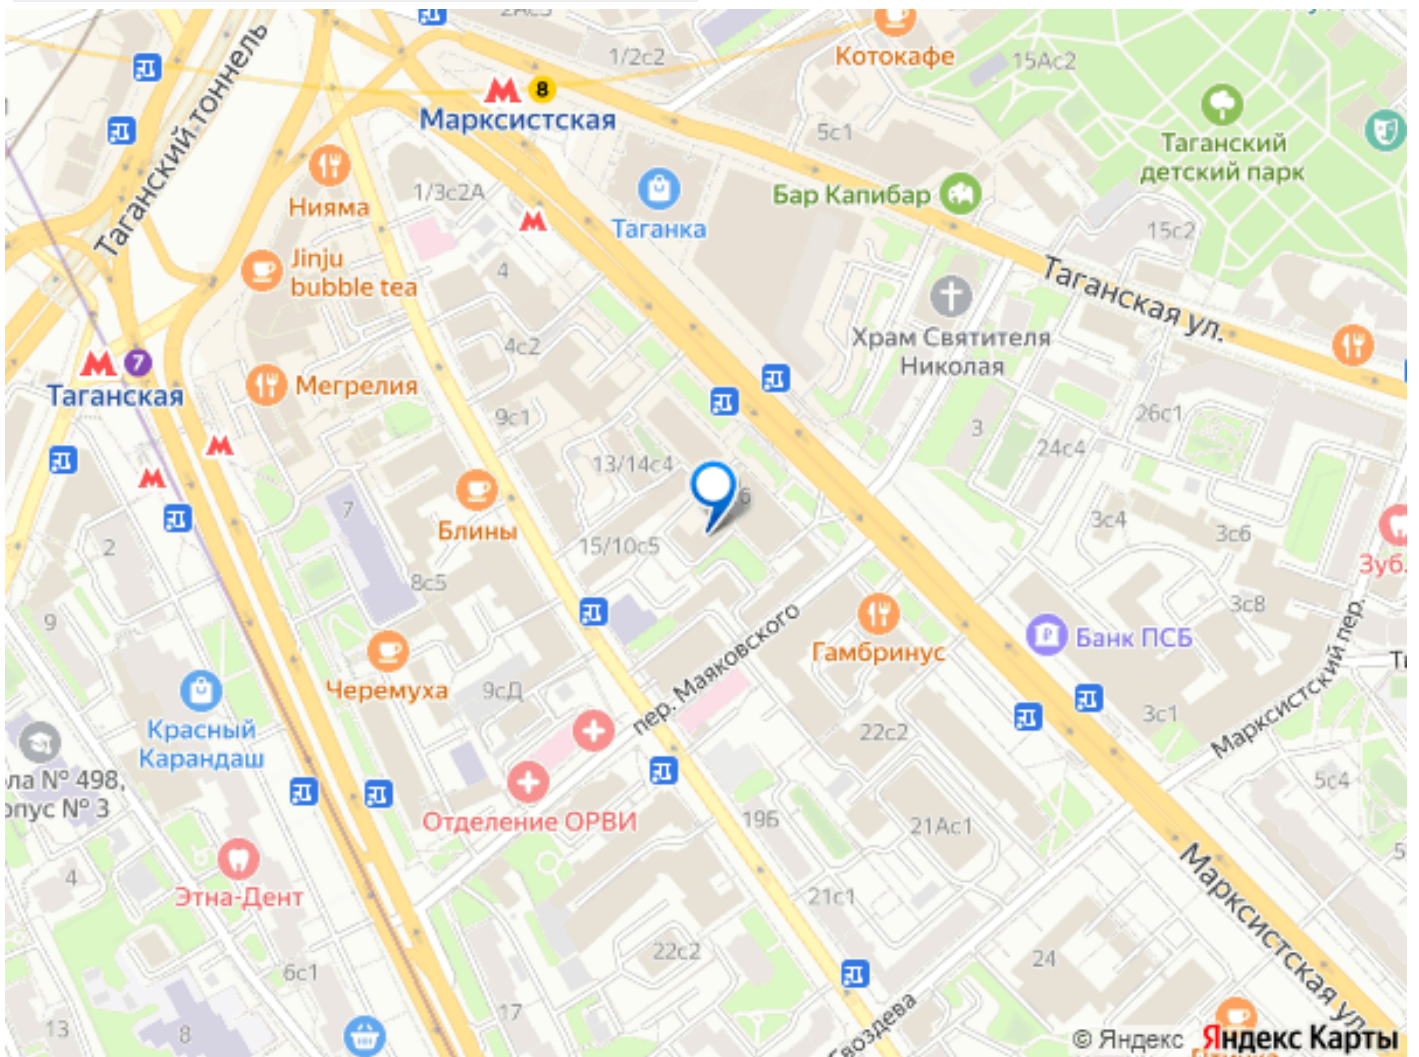 1/2с2
Котокафе
15Ас2
8
Марксистская
5с1
Таганский
детский парк
Таганский тоннель
Нияма
1/3с2А
Таганка
Бар Капибар
15с2
Jinju
bubble tea
4
Таганская ул.
Храм Святителя
Николая
4с2
7
Таганская
Мегрелия
9с1
26с1
3
24с4
13/14с4
6
Блины
7
15/10с5
3с4
3с6
2
8с5
Зуб.
3с8
9
Гамбринус
Банк ПСБ
Черемуха
9сД
пер. Маяковского
Марксистский пер.
Красный
Карандаш
22с2
3с1
ла № 498,
рпус № 3
5с4
Отделение ОРВИ
19Б
21Ас1
5
4
Этна-Дент
21с1
Марксистская ул.
22с2
24
6с1
17
13
8
Гвоздева
© Яндекс Яндекс Карты